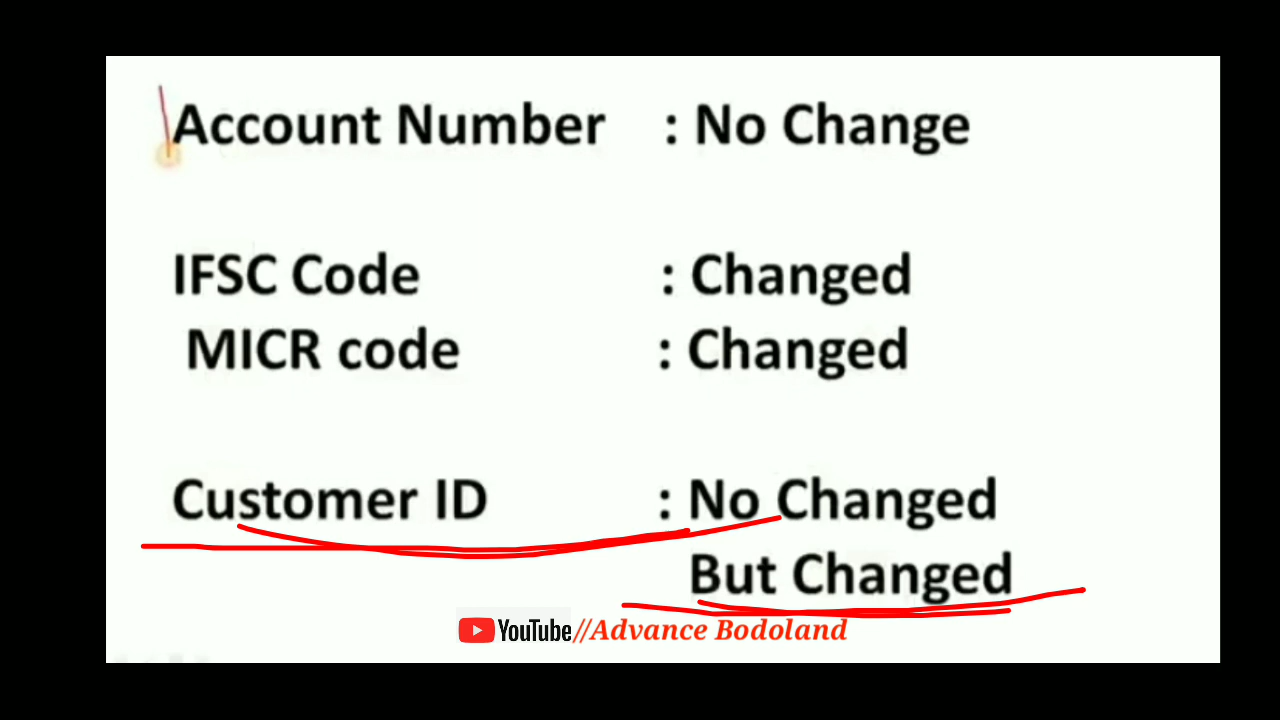 Account Number : No Change
IFSC Code : Changed
MICR code : Changed
Customer ID : No Changed
But Changed
YouTube//Advance Bodoland